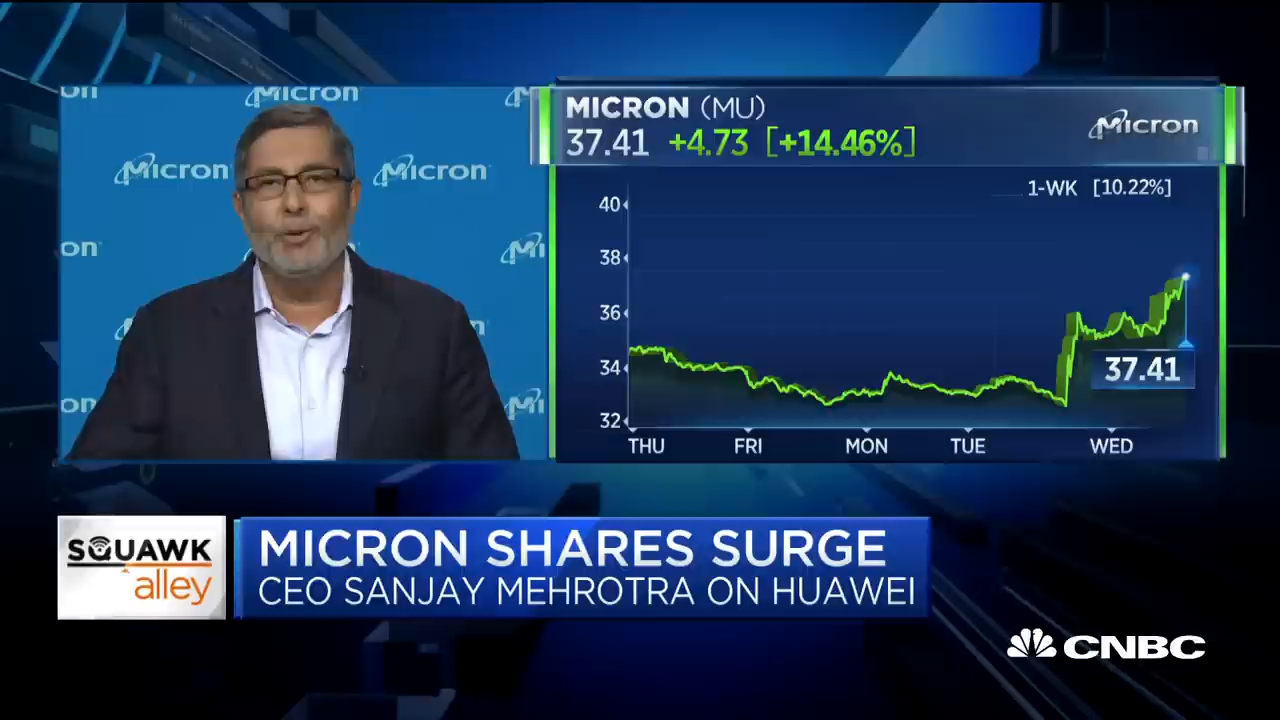 Micron
Micron
Micron
MICRON (MU)
37.41 +4.73 [+14.46%]
Micron
1-WK [10.22%]
40
38
36
34
32
37.41
THU FRI MON TUE WED
SQUAWK
alley
MICRON SHARES SURGE
CEO SANJAY MEHROTRA ON HUAWEI
CNBC